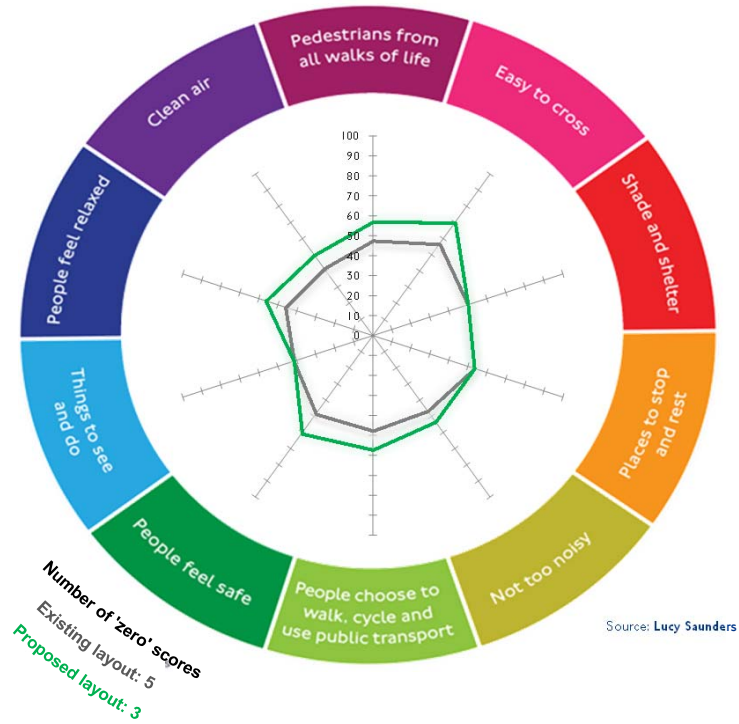 Pedestrians from
all walks of life
Easy to cross
Shade and shelter
Places to stop
and rest
Not too noisy
People choose to
walk, cycle and
use public transport
People feel safe
Things to see
and do
People feel relaxed
Clean air
100
90
80
70
60
50
40
30
20
10
0
Number of 'zero' scores
Existing layout: 5
Proposed layout: 3
Source: Lucy Saunders